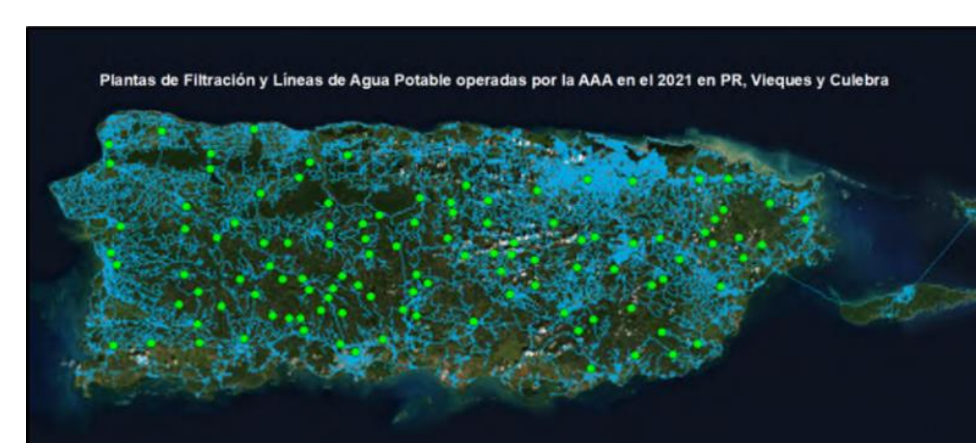 Plantas de Filtración y Líneas de Agua Potable operadas por la AAA en el 2021 en PR, Vieques y Culebra